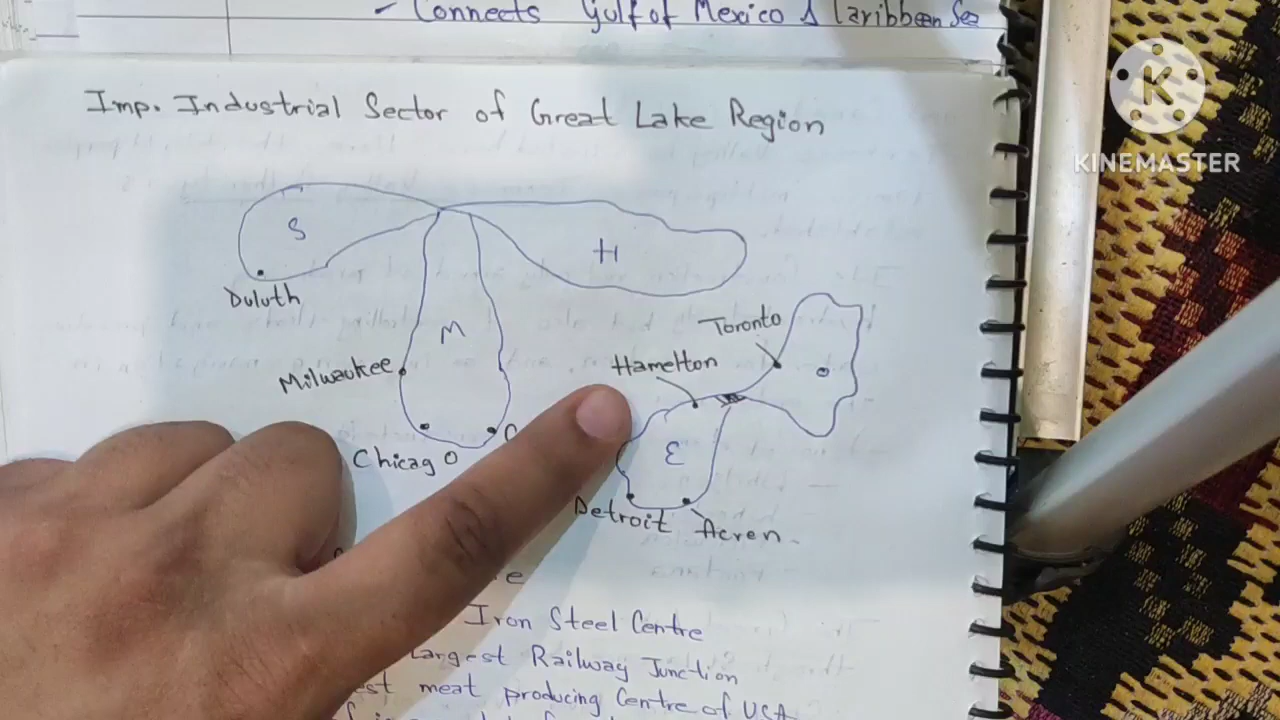 - Connects Gulf of Mexico & Caribbean Sea
Imp. Industrial Sector of Great Lake Region
K
KINEMASTER
S
H
Duluth
M
Toronto
Hamelton
Milwaukee
Chicago
E
Detroit
Acren
Iron Steel Centre
Largest Railway Junction
meat producing Centre of USA